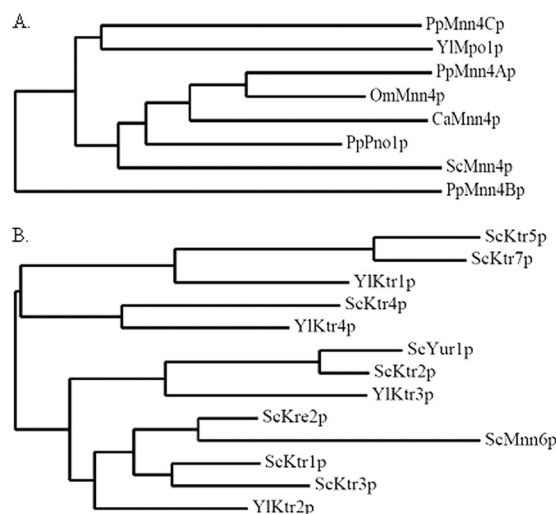 A.
PpMnn4Cp
YlMpo1p
PpMnn4Ap
OmMnn4p
CaMnn4p
PpPno1p
ScMnn4p
PpMnn4Bp
B.
ScKtr5p
ScKtr7p
YlKtr1p
ScKtr4p
YlKtr4p
ScYur1p
ScKtr2p
YlKtr3p
ScKre2p
ScMnn6p
ScKtr1p
ScKtr3p
YlKtr2p